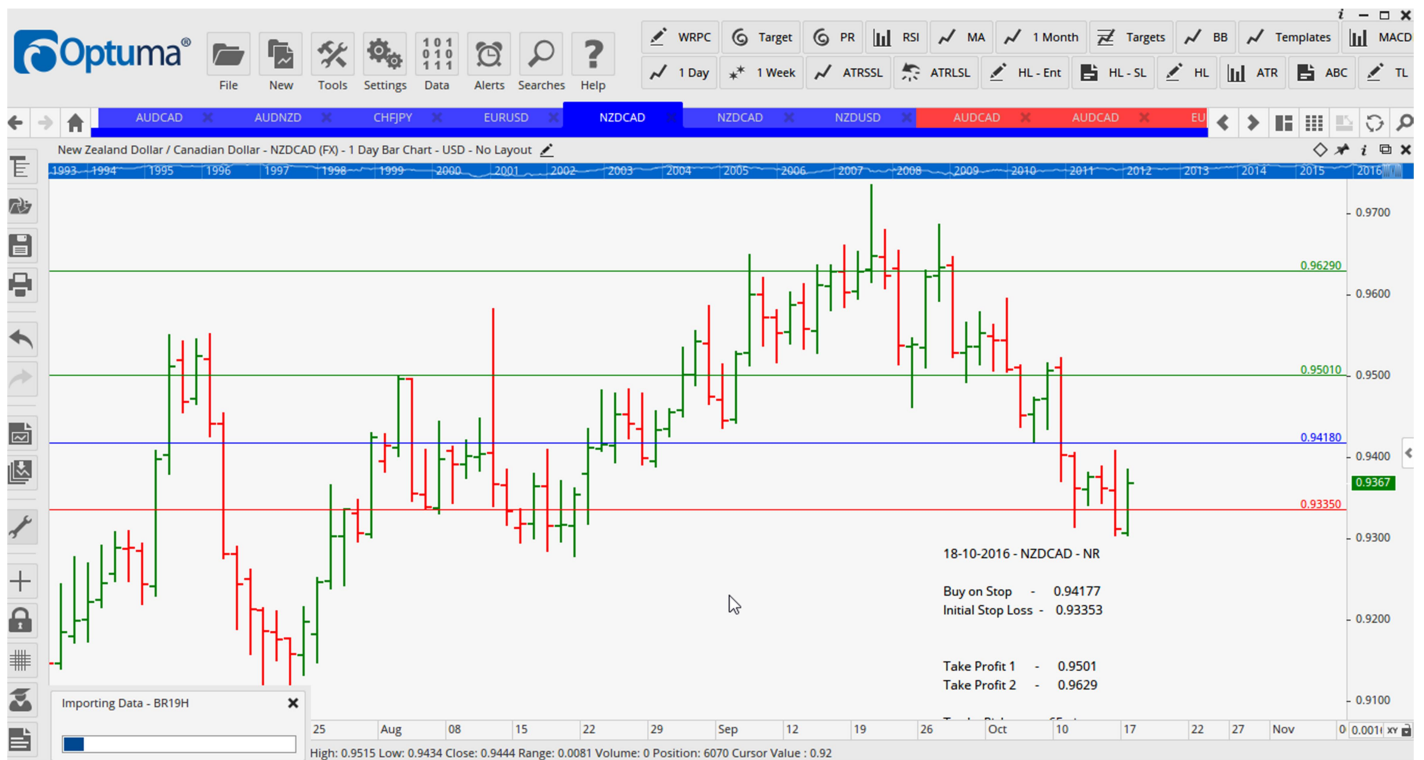 i
Optuma®
File New Tools Settings Data Alerts Searches Help
101
010
111
WRPC Target PR RSI MA 1 Month Targets BB Templates MACD
1 Day 1 Week ATRSSL ATRLSL HL - Ent HL - SL HL ATR ABC TL
AUDCAD AUDNZD CHFJPY EURUSD NZDCAD NZDCAD NZDUSD AUDCAD AUDCAD EU
New Zealand Dollar / Canadian Dollar - NZDCAD (FX) - 1 Day Bar Chart - USD - No Layout
i
1993 1994 1995 1996 1997 1998 1999 2000 2001 2002 2003 2004 2005 2006 2007 2008 2009 2010 2011 2012 2013 2014 2015 2016
0.9700
0.96290
0.9600
0.95010
0.9500
0.94180
0.9400
0.9367
0.93350
0.9300
18-10-2016 - NZDCAD - NR
Buy on Stop - 0.94177
Initial Stop Loss - 0.93353
0.9200
Take Profit 1 - 0.9501
Take Profit 2 - 0.9629
0.9100
Importing Data - BR19H
25 Aug 08 15 22 29 Sep 12 19 26 Oct 10 17 22 27 Nov
XY
High: 0.9515 Low: 0.9434 Close: 0.9444 Range: 0.0081 Volume: 0 Position: 6070 Cursor Value : 0.92